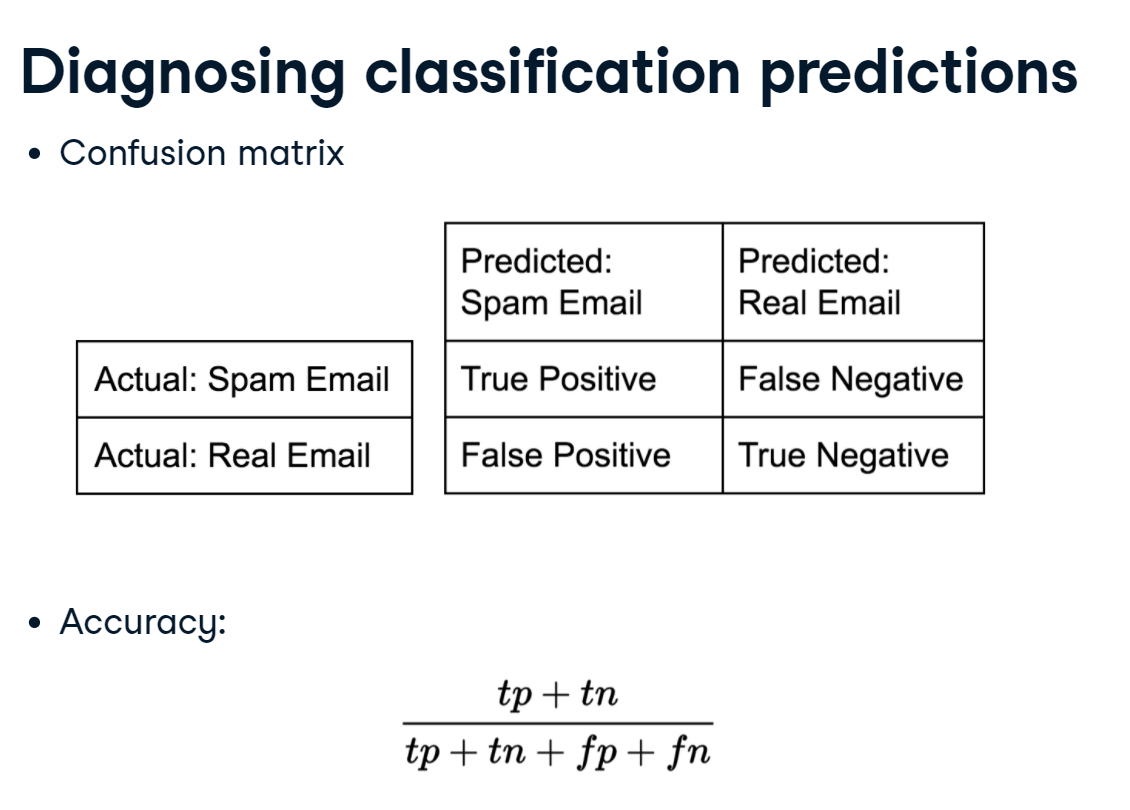 Diagnosing classification predictions
• Confusion matrix
Predicted:
Spam Email
Predicted:
Real Email
Actual: Spam Email
True Positive
False Negative
Actual: Real Email
False Positive
True Negative
• Accuracy:
tp + tn
tp + tn + fp + fn